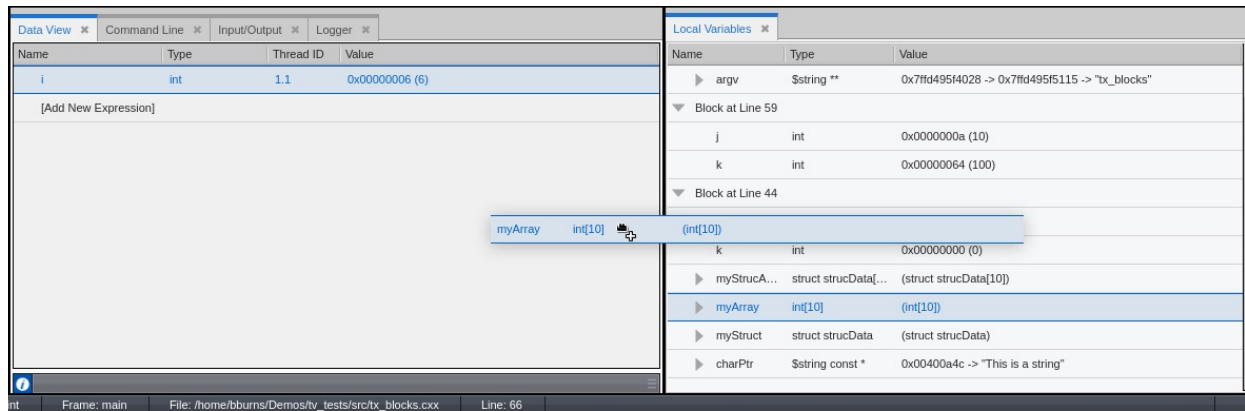 Data View Command Line Input/Output Logger
Name Type Thread ID Value
i int 1.1 0x00000006 (6)
[Add New Expression]
Local Variables
Name Type Value
argv $string ** 0x7ffd495f4028 -> 0x7ffd495f5115 -> "tx_blocks"
Block at Line 59
j int 0x0000000a (10)
k int 0x00000064 (100)
Block at Line 44
myArray int[10] (int[10])
k int 0x00000000 (0)
myStrucA... struct strucData[... (struct strucData[10])
myArray int[10] (int[10])
myStruct struct strucData (struct strucData)
charPtr $string const * 0x00400a4c -> "This is a string"
Frame: main File: /home/bburns/Demos/tv_tests/src/tx_blocks.cxx Line: 66